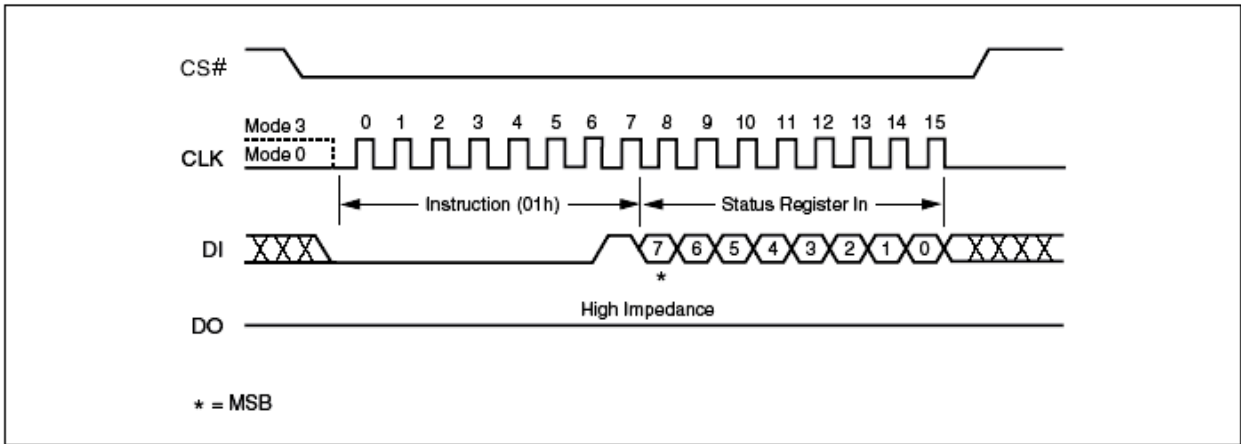 CS#
Mode 3
0 1 2 3 4 5 6 7 8 9 10 11 12 13 14 15
CLK
Mode 0
Instruction (01h)
Status Register In
DI
7 6 5 4 3 2 1 0
*
High Impedance
DO
* = MSB